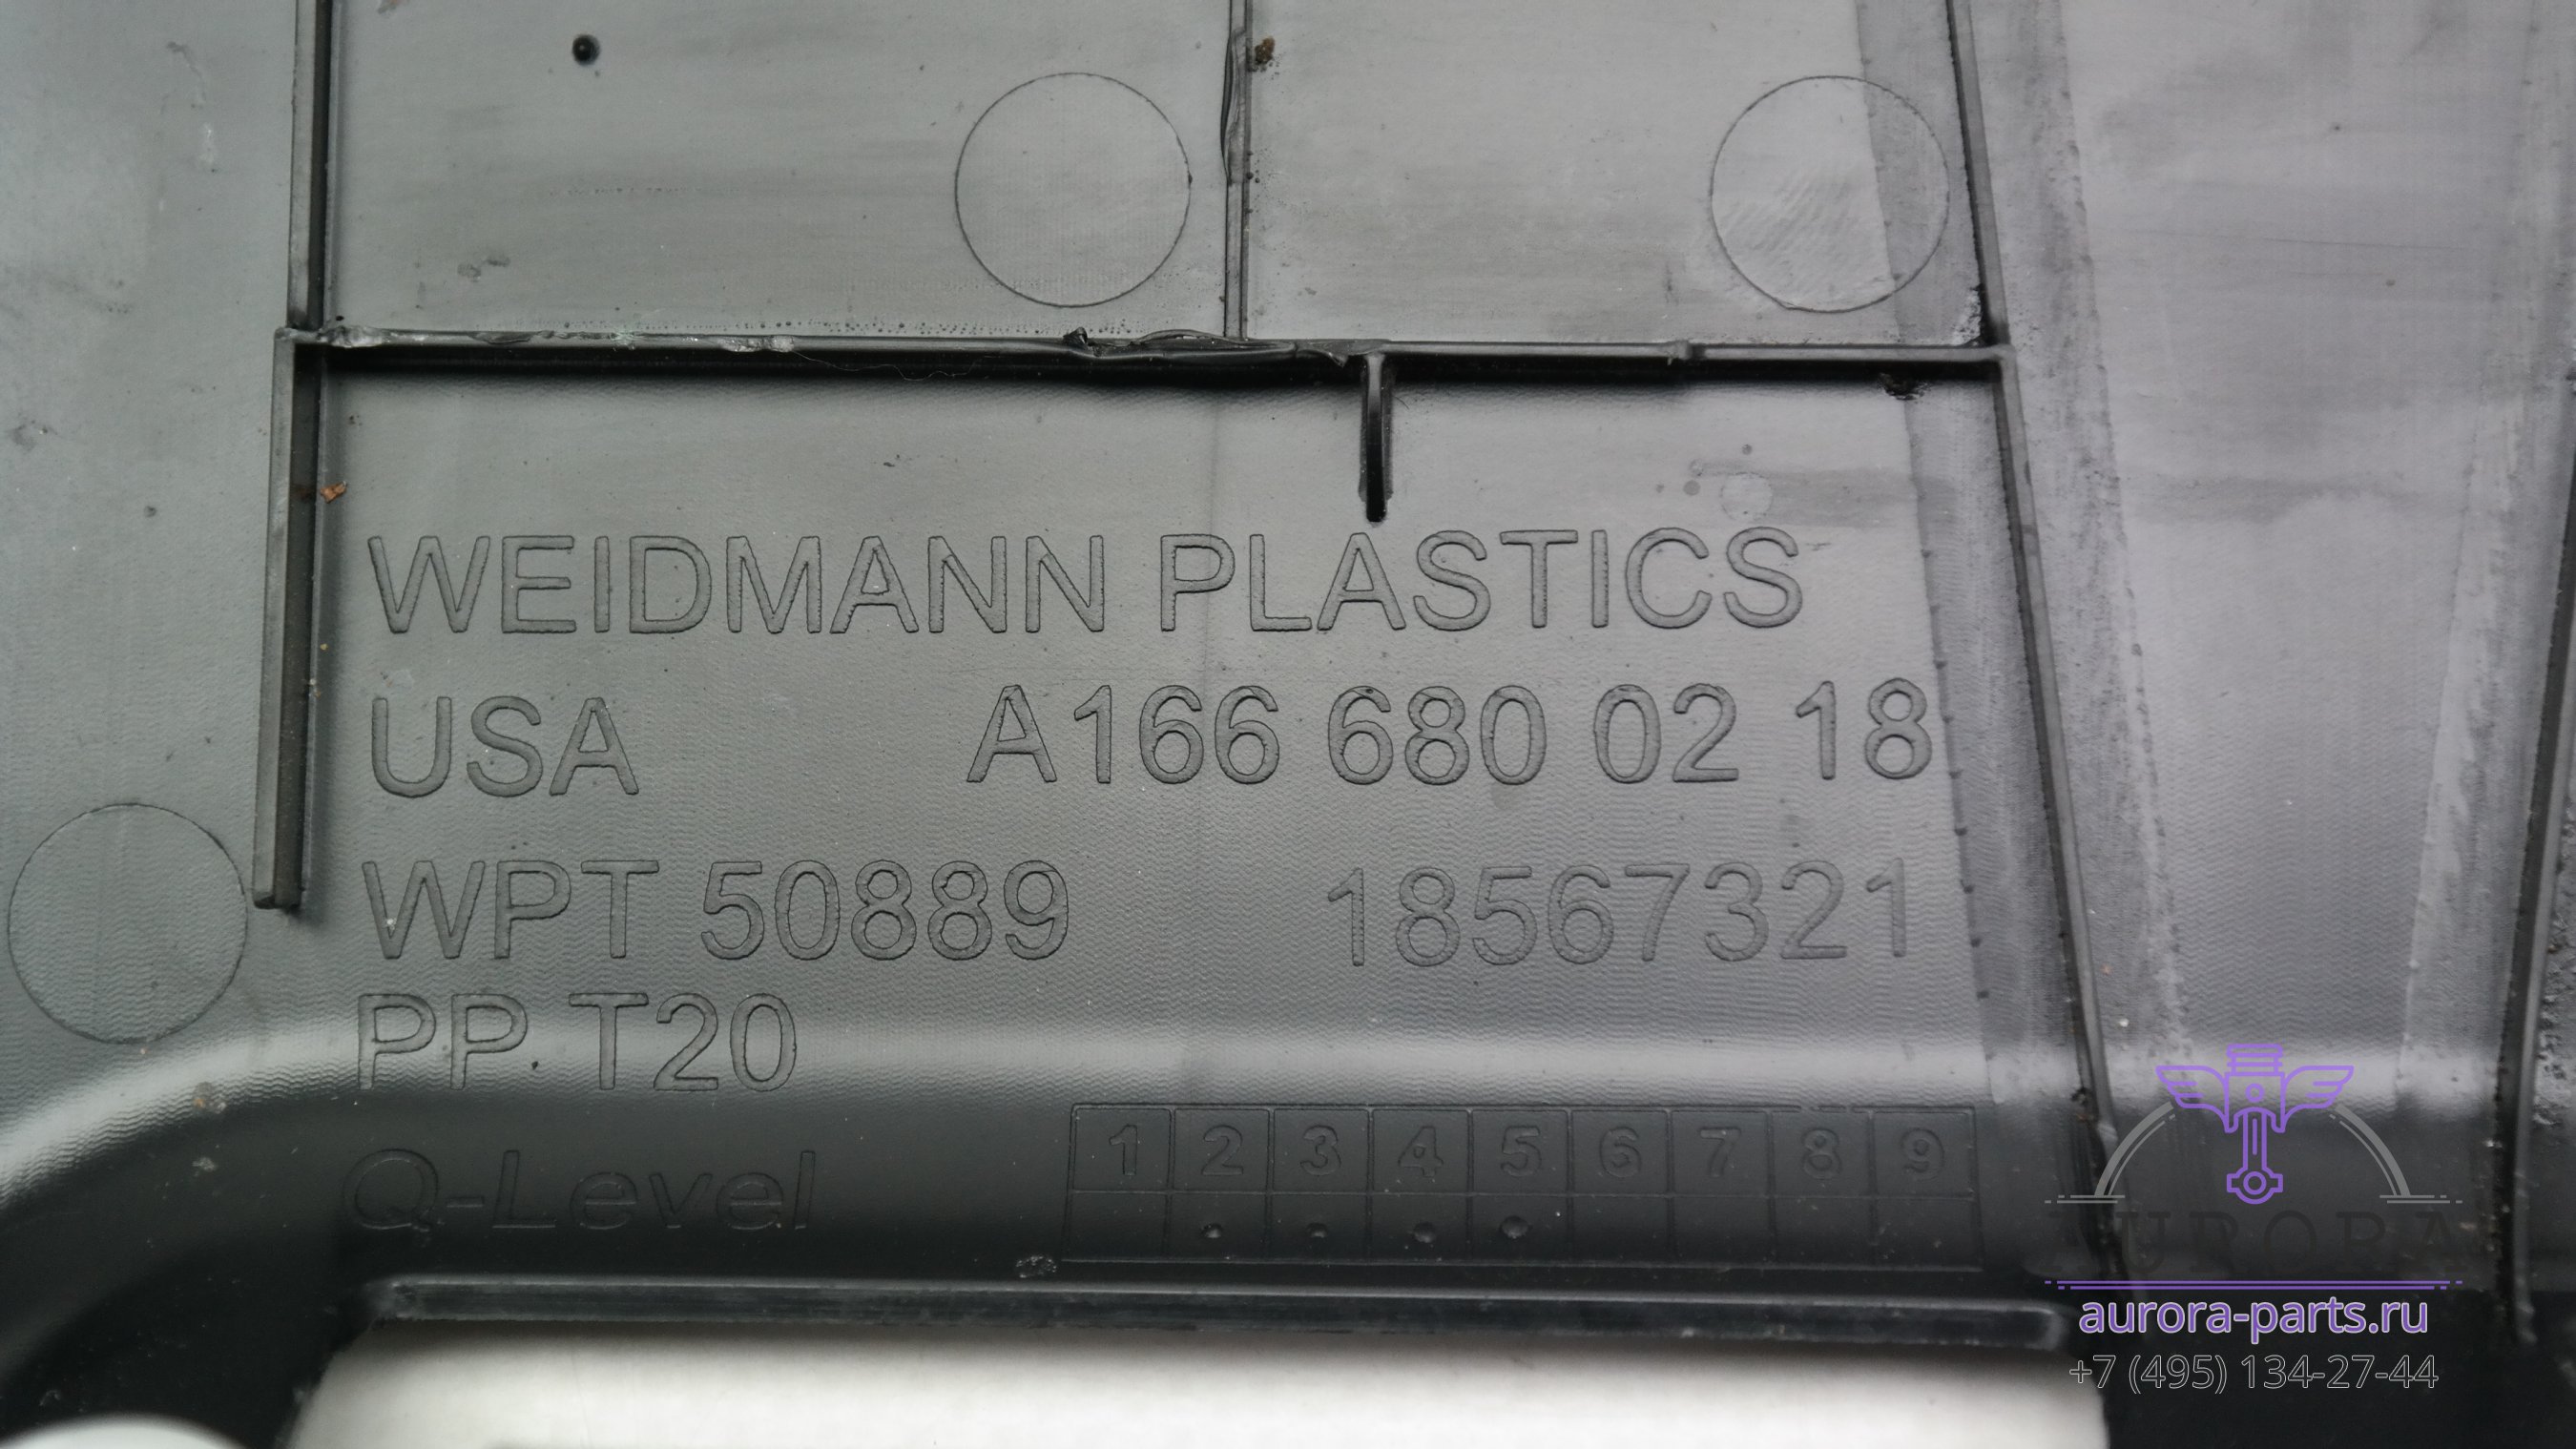 WEIDMANN PLASTICS
USA A166 680 02 18
WPT 50889 18567321
PP T20
Q-Level 1 2 3 4 5 6 7 8 9
AURORA
aurora-parts.ru
+7 (495) 134-27-44